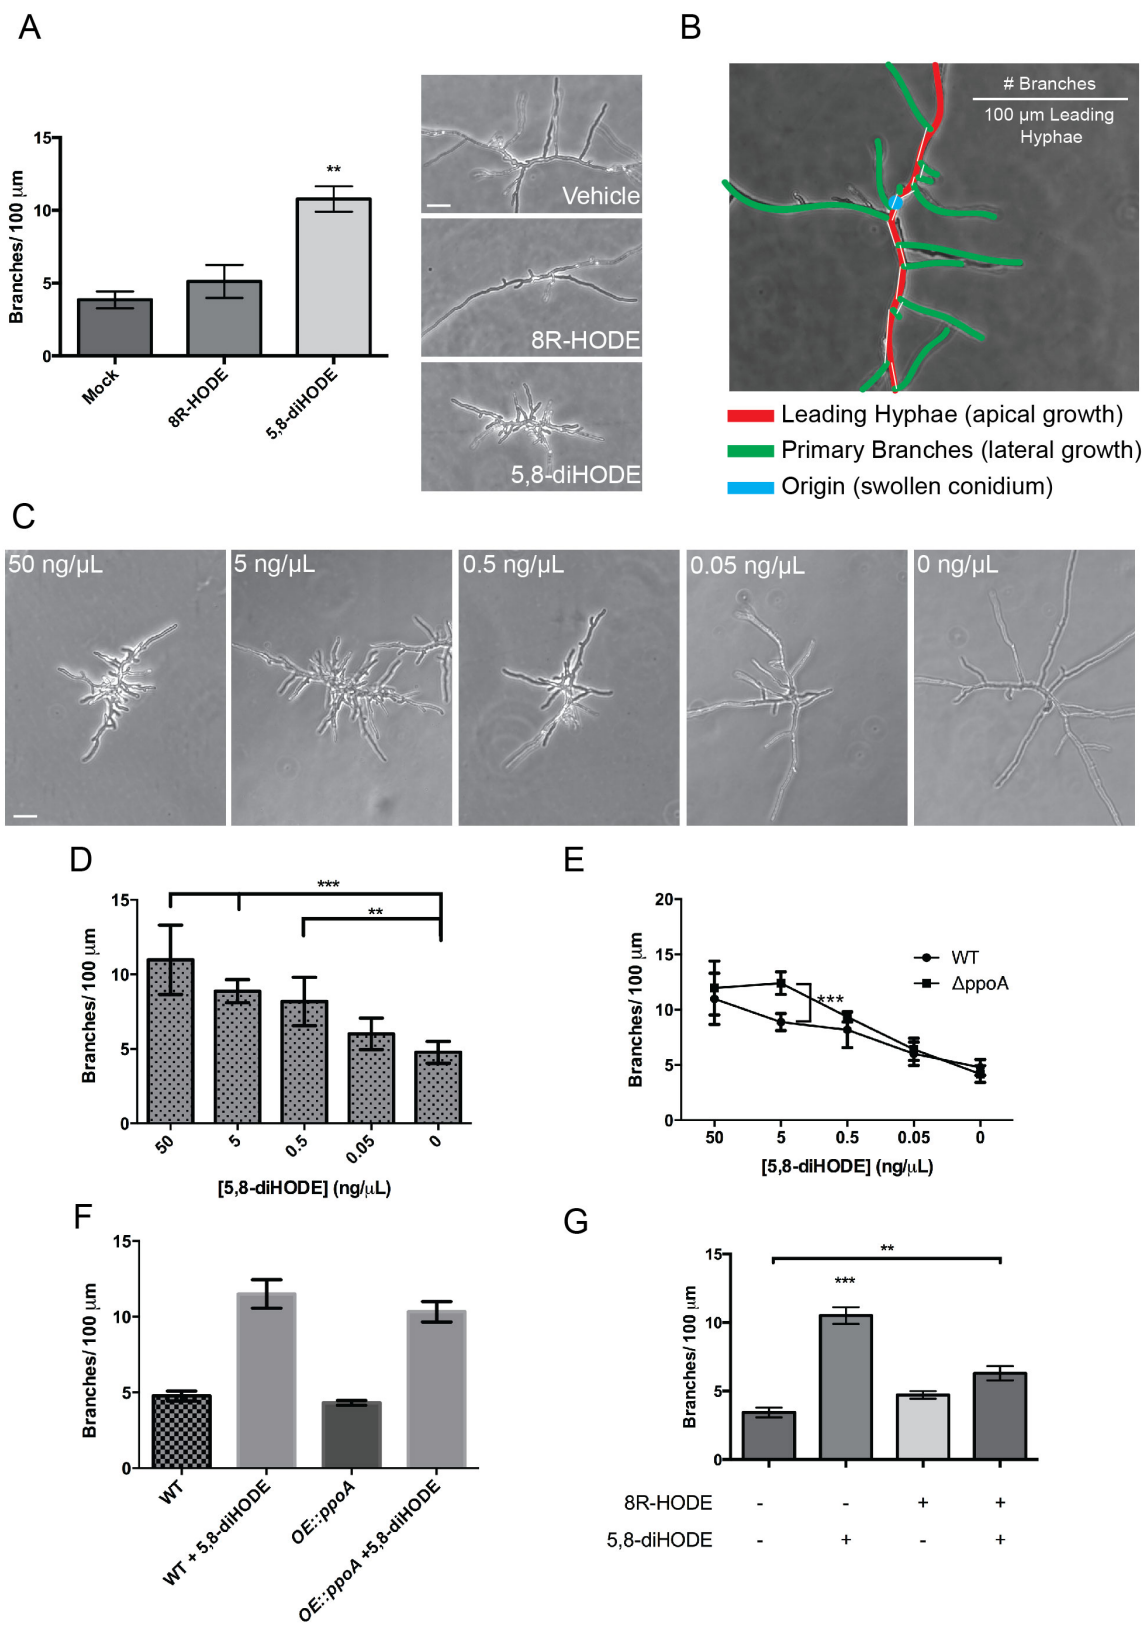 A
Branches/ 100 μm
15
10
5
0
**
Mock
8R-HODE
5,8-diHODE
Vehicle
8R-HODE
5,8-diHODE
B
# Branches
100 μm Leading
Hyphae
Leading Hyphae (apical growth)
Primary Branches (lateral growth)
Origin (swollen conidium)
C
50 ng/μL
5 ng/μL
0.5 ng/μL
0.05 ng/μL
0 ng/μL
D
Branches/ 100 μm
15
10
5
0
***
**
50
5
0.5
0.05
0
[5,8-diHODE] (ng/μL)
E
Branches/ 100 μm
20
15
10
5
0
***
WT
ΔppoA
50
5
0.5
0.05
0
[5,8-diHODE] (ng/μL)
F
Branches/ 100 μm
15
10
5
0
WT
WT + 5,8-diHODE
OE::ppoA
OE::ppoA +5,8-diHODE
G
Branches/ 100 μm
15
10
5
0
**
***
8R-HODE - - + +
5,8-diHODE - + - +